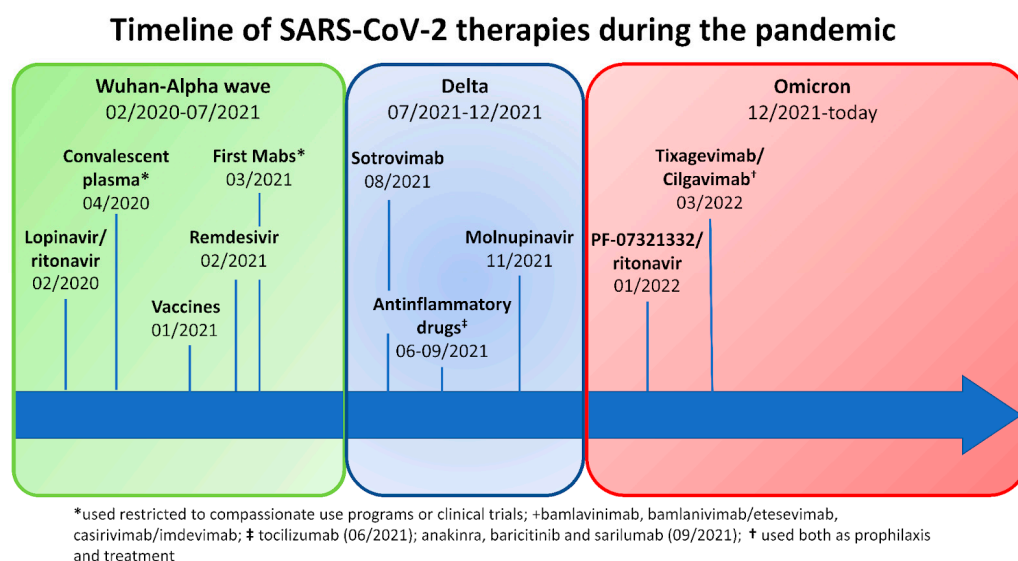 Timeline of SARS-CoV-2 therapies during the pandemic
Wuhan-Alpha wave
02/2020-07/2021
Convalescent
plasma*
04/2020
First Mabs*
03/2021
Lopinavir/
ritonavir
02/2020
Remdesivir
02/2021
Vaccines
01/2021
Delta
07/2021-12/2021
Sotrovimab
08/2021
Molnupinavir
11/2021
Antinflammatory
drugs‡
06-09/2021
Omicron
12/2021-today
Tixagevimab/
Cilgavimab†
03/2022
PF-07321332/
ritonavir
01/2022
*used restricted to compassionate use programs or clinical trials; +bamlavinimab, bamlanivimab/etesevimab,
casirivimab/imdevimab; ‡ tocilizumab (06/2021); anakinra, baricitinib and sarilumab (09/2021); † used both as prophilaxis
and treatment